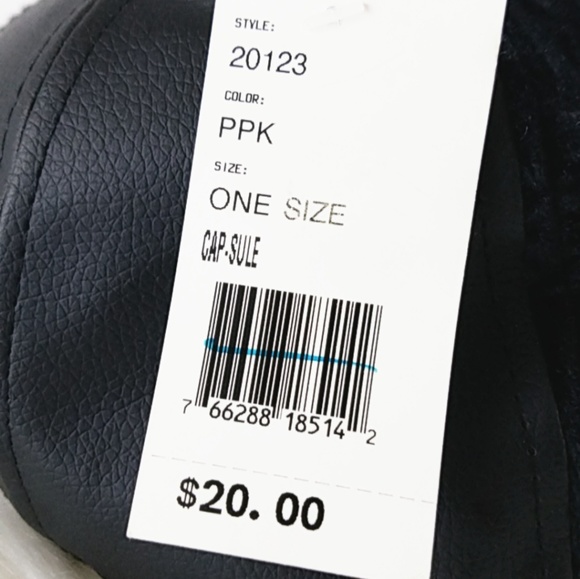 STYLE:
20123
COLOR:
PPK
SIZE:
ONE SIZE
CAP-SULE
7 66288 18514 2
$20.00